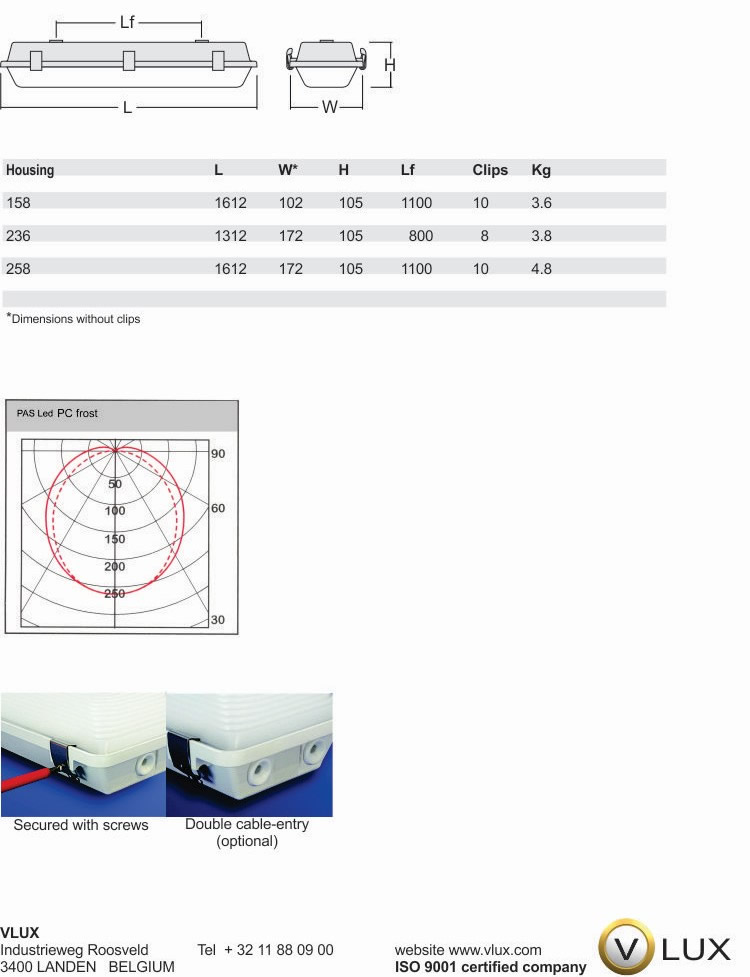 Lf
H
L
W
Housing L W* H Lf Clips Kg
158 1612 102 105 1100 10 3.6
236 1312 172 105 800 8 3.8
258 1612 172 105 1100 10 4.8
*Dimensions without clips
PAS Led PC frost
90
50
100
60
150
200
250
30
Secured with screws
Double cable-entry
(optional)
VLUX
Industrieweg Roosveld Tel + 32 11 88 09 00 website www.vlux.com
3400 LANDEN BELGIUM ISO 9001 certified company
V LUX